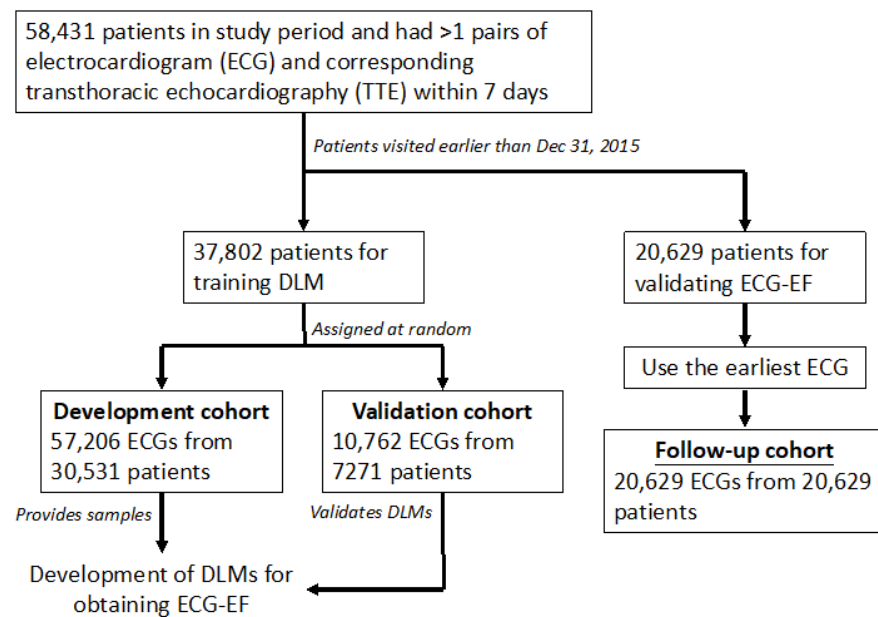 58,431 patients in study period and had >1 pairs of
electrocardiogram (ECG) and corresponding
transthoracic echocardiography (TTE) within 7 days
Patients visited earlier than Dec 31, 2015
37,802 patients for
training DLM
20,629 patients for
validating ECG-EF
Assigned at random
Use the earliest ECG
Development cohort
57,206 ECGs from
30,531 patients
Validation cohort
10,762 ECGs from
7271 patients
Follow-up cohort
20,629 ECGs from 20,629
patients
Provides samples
Validates DLMs
Development of DLMs for
obtaining ECG-EF